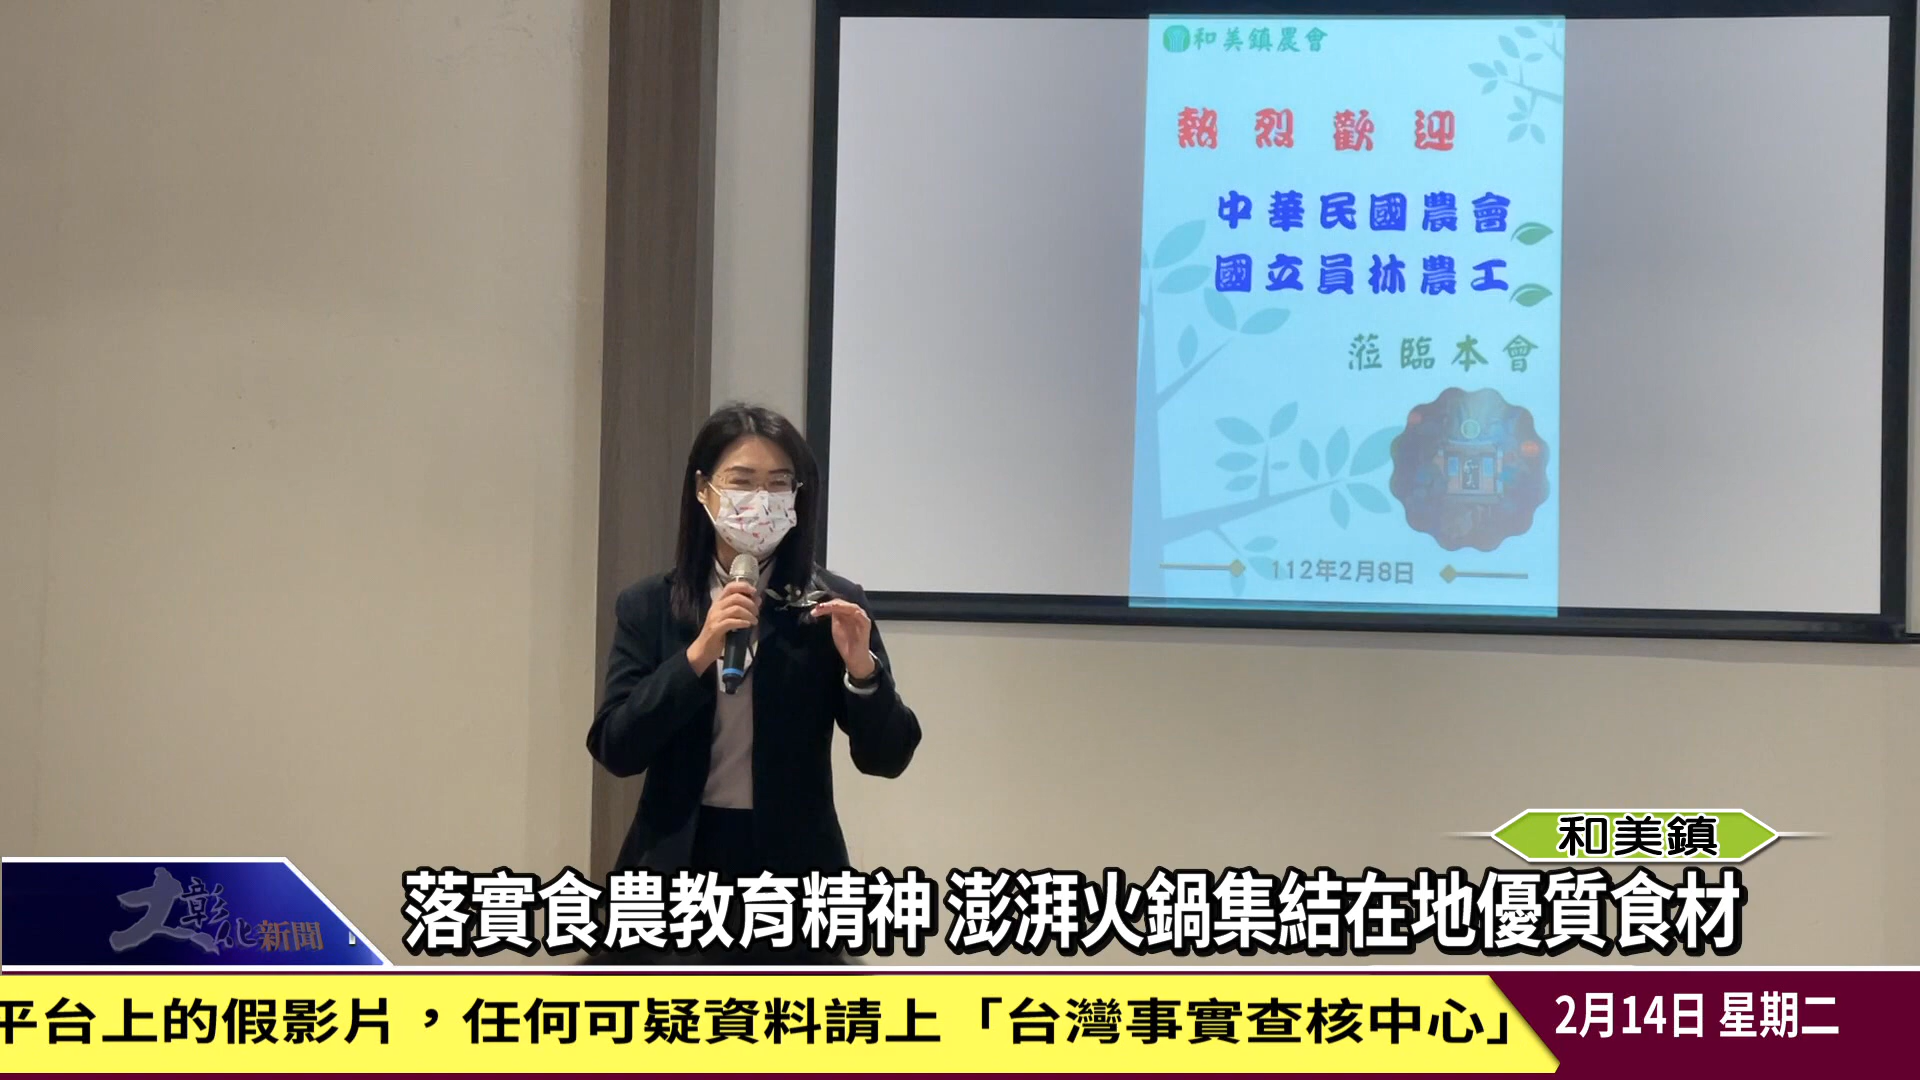 和美鎮農會
熱烈歡迎
中華民國農會
國立員林農工
蒞臨本會
和美
112年2月8日
和美鎮
大彰化新聞
落實食農教育精神 澎湃火鍋集結在地優質食材
平台上的假影片，任何可疑資料請上「台灣事實查核中心」
2月14日 星期二